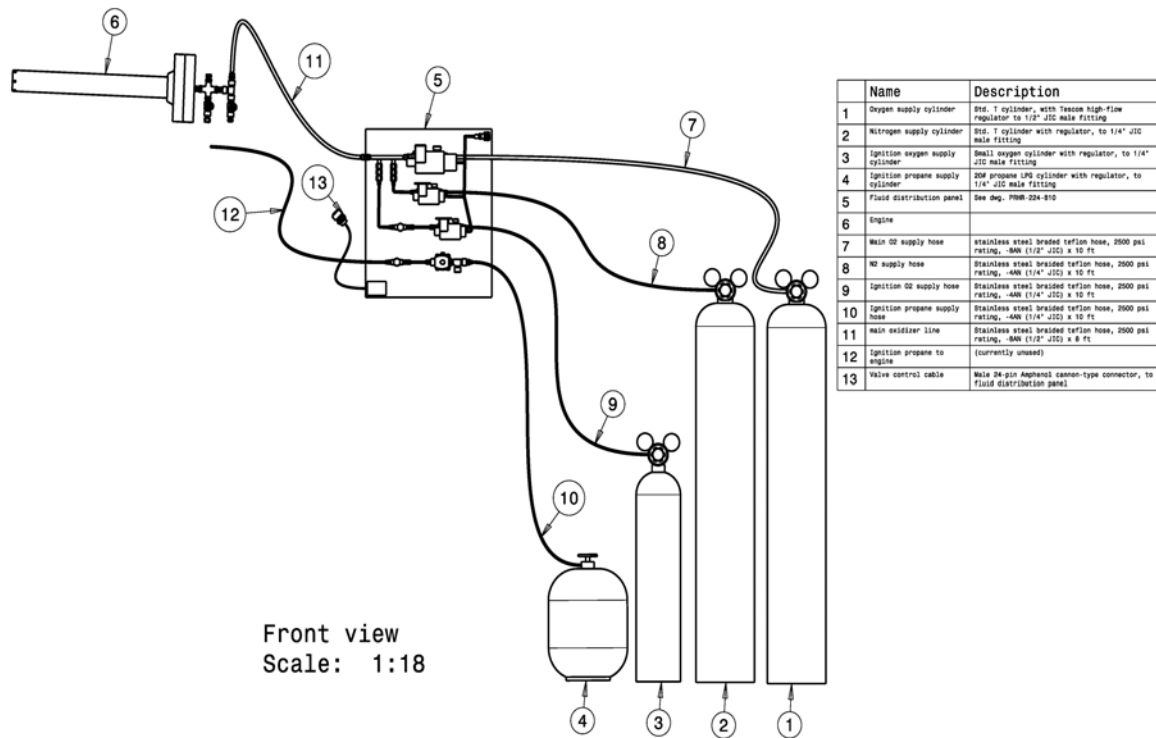 6
11
5
7
13
12
8
9
10
4
3
2
1
Front view
Scale: 1:18
Name Description
1 Oxygen supply cylinder Std. T cylinder, with Tescom high-flow
regulator to 1/2" JIC male fitting
2 Nitrogen supply cylinder Std. T cylinder with regulator, to 1/4" JIC
male fitting
3 Ignition oxygen supply Small oxygen cylinder with regulator, to 1/4"
cylinder JIC male fitting
4 Ignition propane supply 20# propane LPG cylinder with regulator, to
cylinder 1/4" JIC male fitting
5 Fluid distribution panel See dwg. PRHR-224-810
6 Engine
7 Main O2 supply hose stainless steel braded teflon hose, 2500 psi
rating, -8AN (1/2" JIC) x 10 ft
8 N2 supply hose Stainless steel braided teflon hose, 2500 psi
rating, -4AN (1/4" JIC) x 10 ft
9 Ignition O2 supply hose Stainless steel braided teflon hose, 2500 psi
rating, -4AN (1/4" JIC) x 10 ft
10 Ignition propane supply Stainless steel braided teflon hose, 2500 psi
hose rating, -4AN (1/4" JIC) x 10 ft
11 main oxidizer line Stainless steel braided teflon hose, 2500 psi
rating, -8AN (1/2" JIC) x 8 ft
12 Ignition propane to (currently unused)
engine
13 Valve control cable Male 24-pin Amphenol cannon-type connector, to
fluid distribution panel